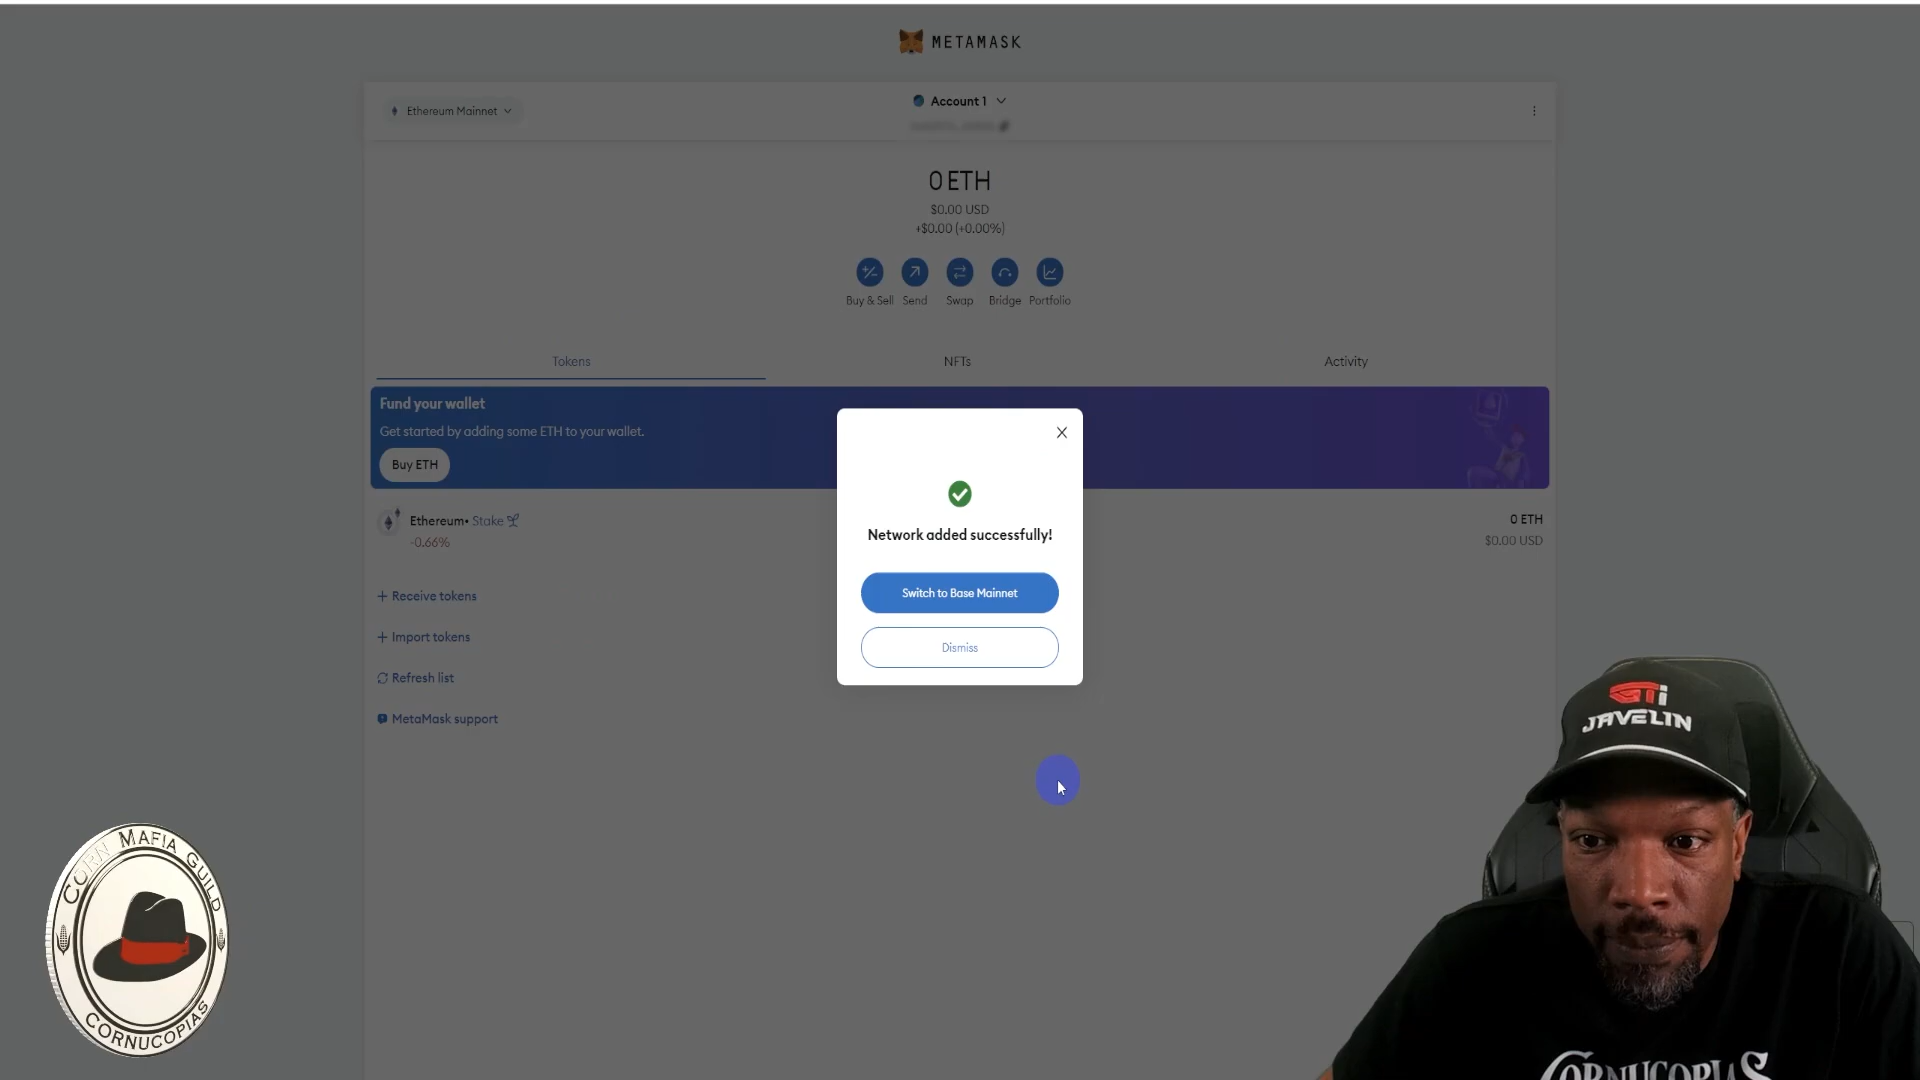 METAMASK
Ethereum Mainnet
Account 1
0 ETH
$0.00 USD
+$0.00 (+0.00%)
Buy & Sell Send Swap Bridge Portfolio
Tokens NFTs Activity
Fund your wallet
Get started by adding some ETH to your wallet.
Buy ETH
Network added successfully!
Switch to Base Mainnet
Dismiss
Ethereum• Stake
-0.66%
0 ETH
$0.00 USD
+ Receive tokens
+ Import tokens
Refresh list
MetaMask support
CORN MAFIA GUILD
CORNUCOPIAS
GTi
JAVELIN
CORNUCOPIAS